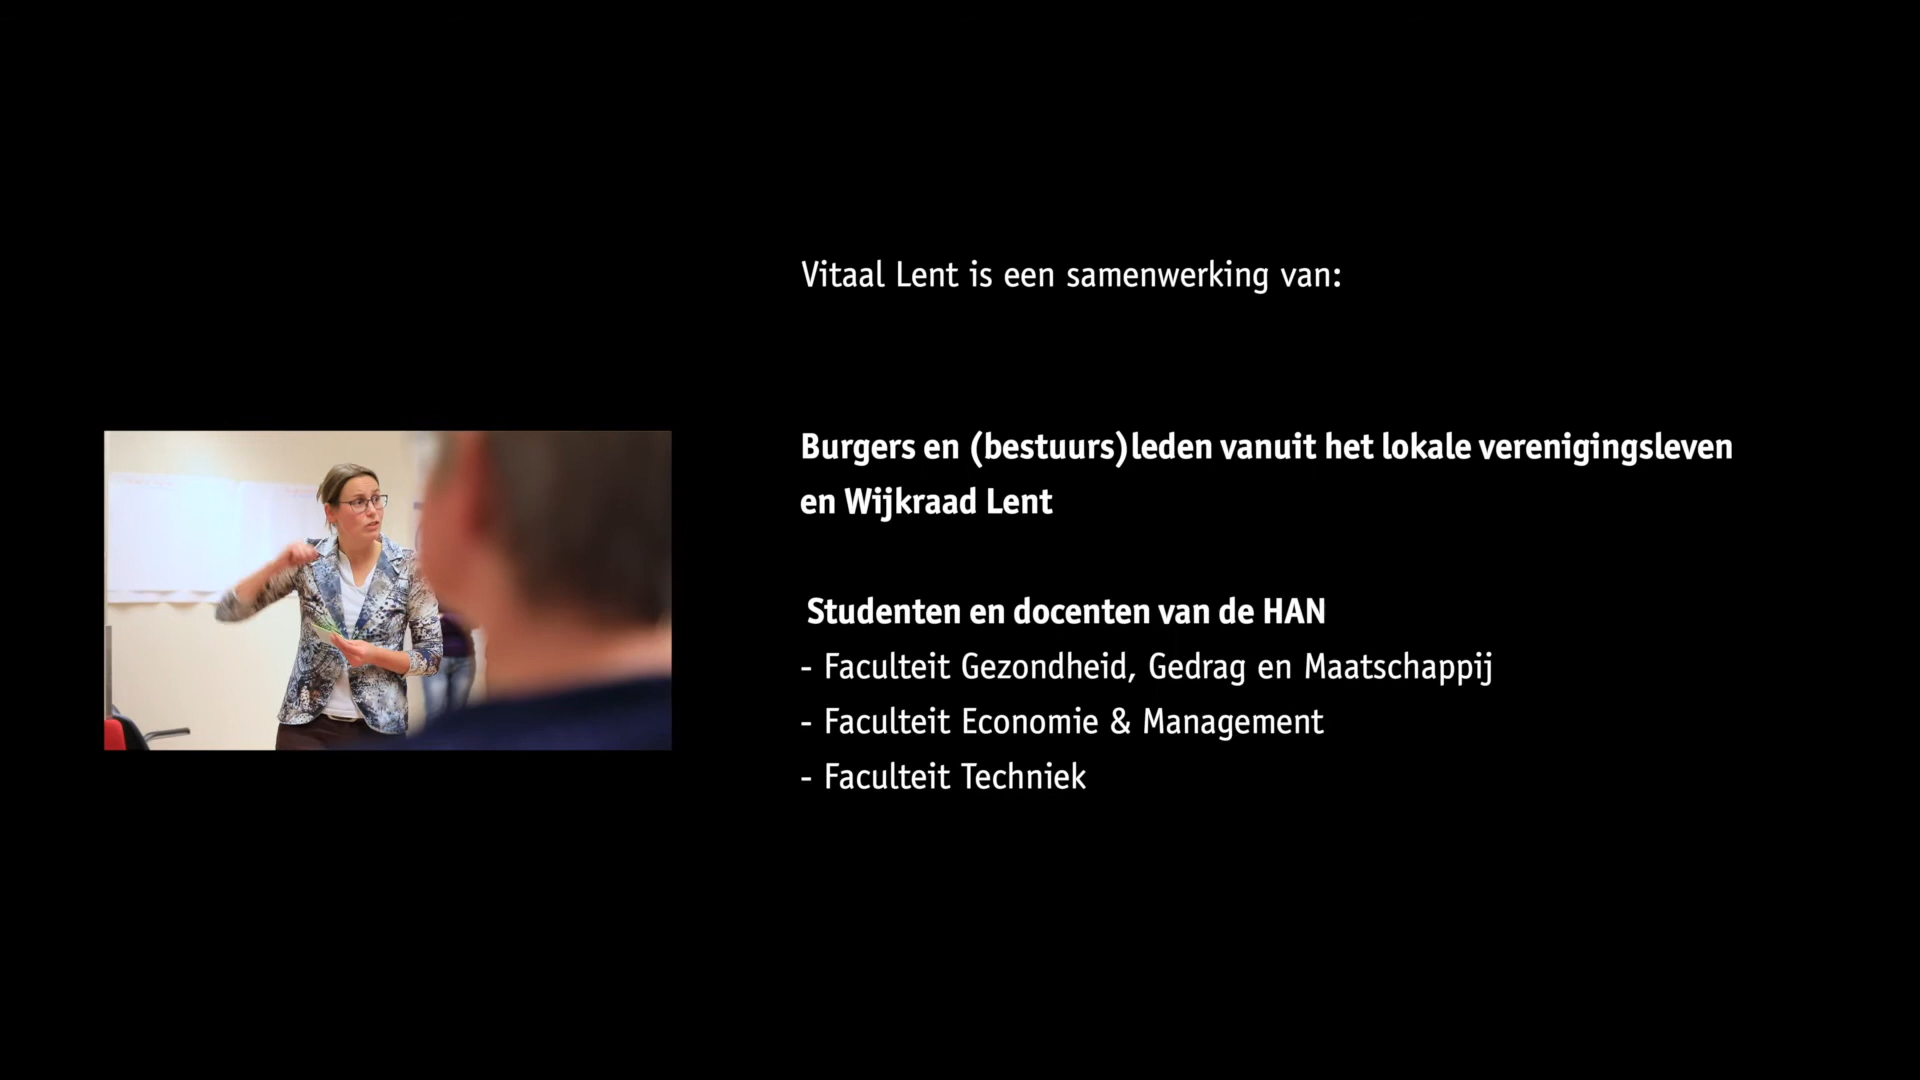 Vitaal Lent is een samenwerking van:
Burgers en (bestuurs)leden vanuit het lokale verenigingsleven
en Wijkraad Lent
Studenten en docenten van de HAN
- Faculteit Gezondheid, Gedrag en Maatschappij
- Faculteit Economie & Management
- Faculteit Techniek